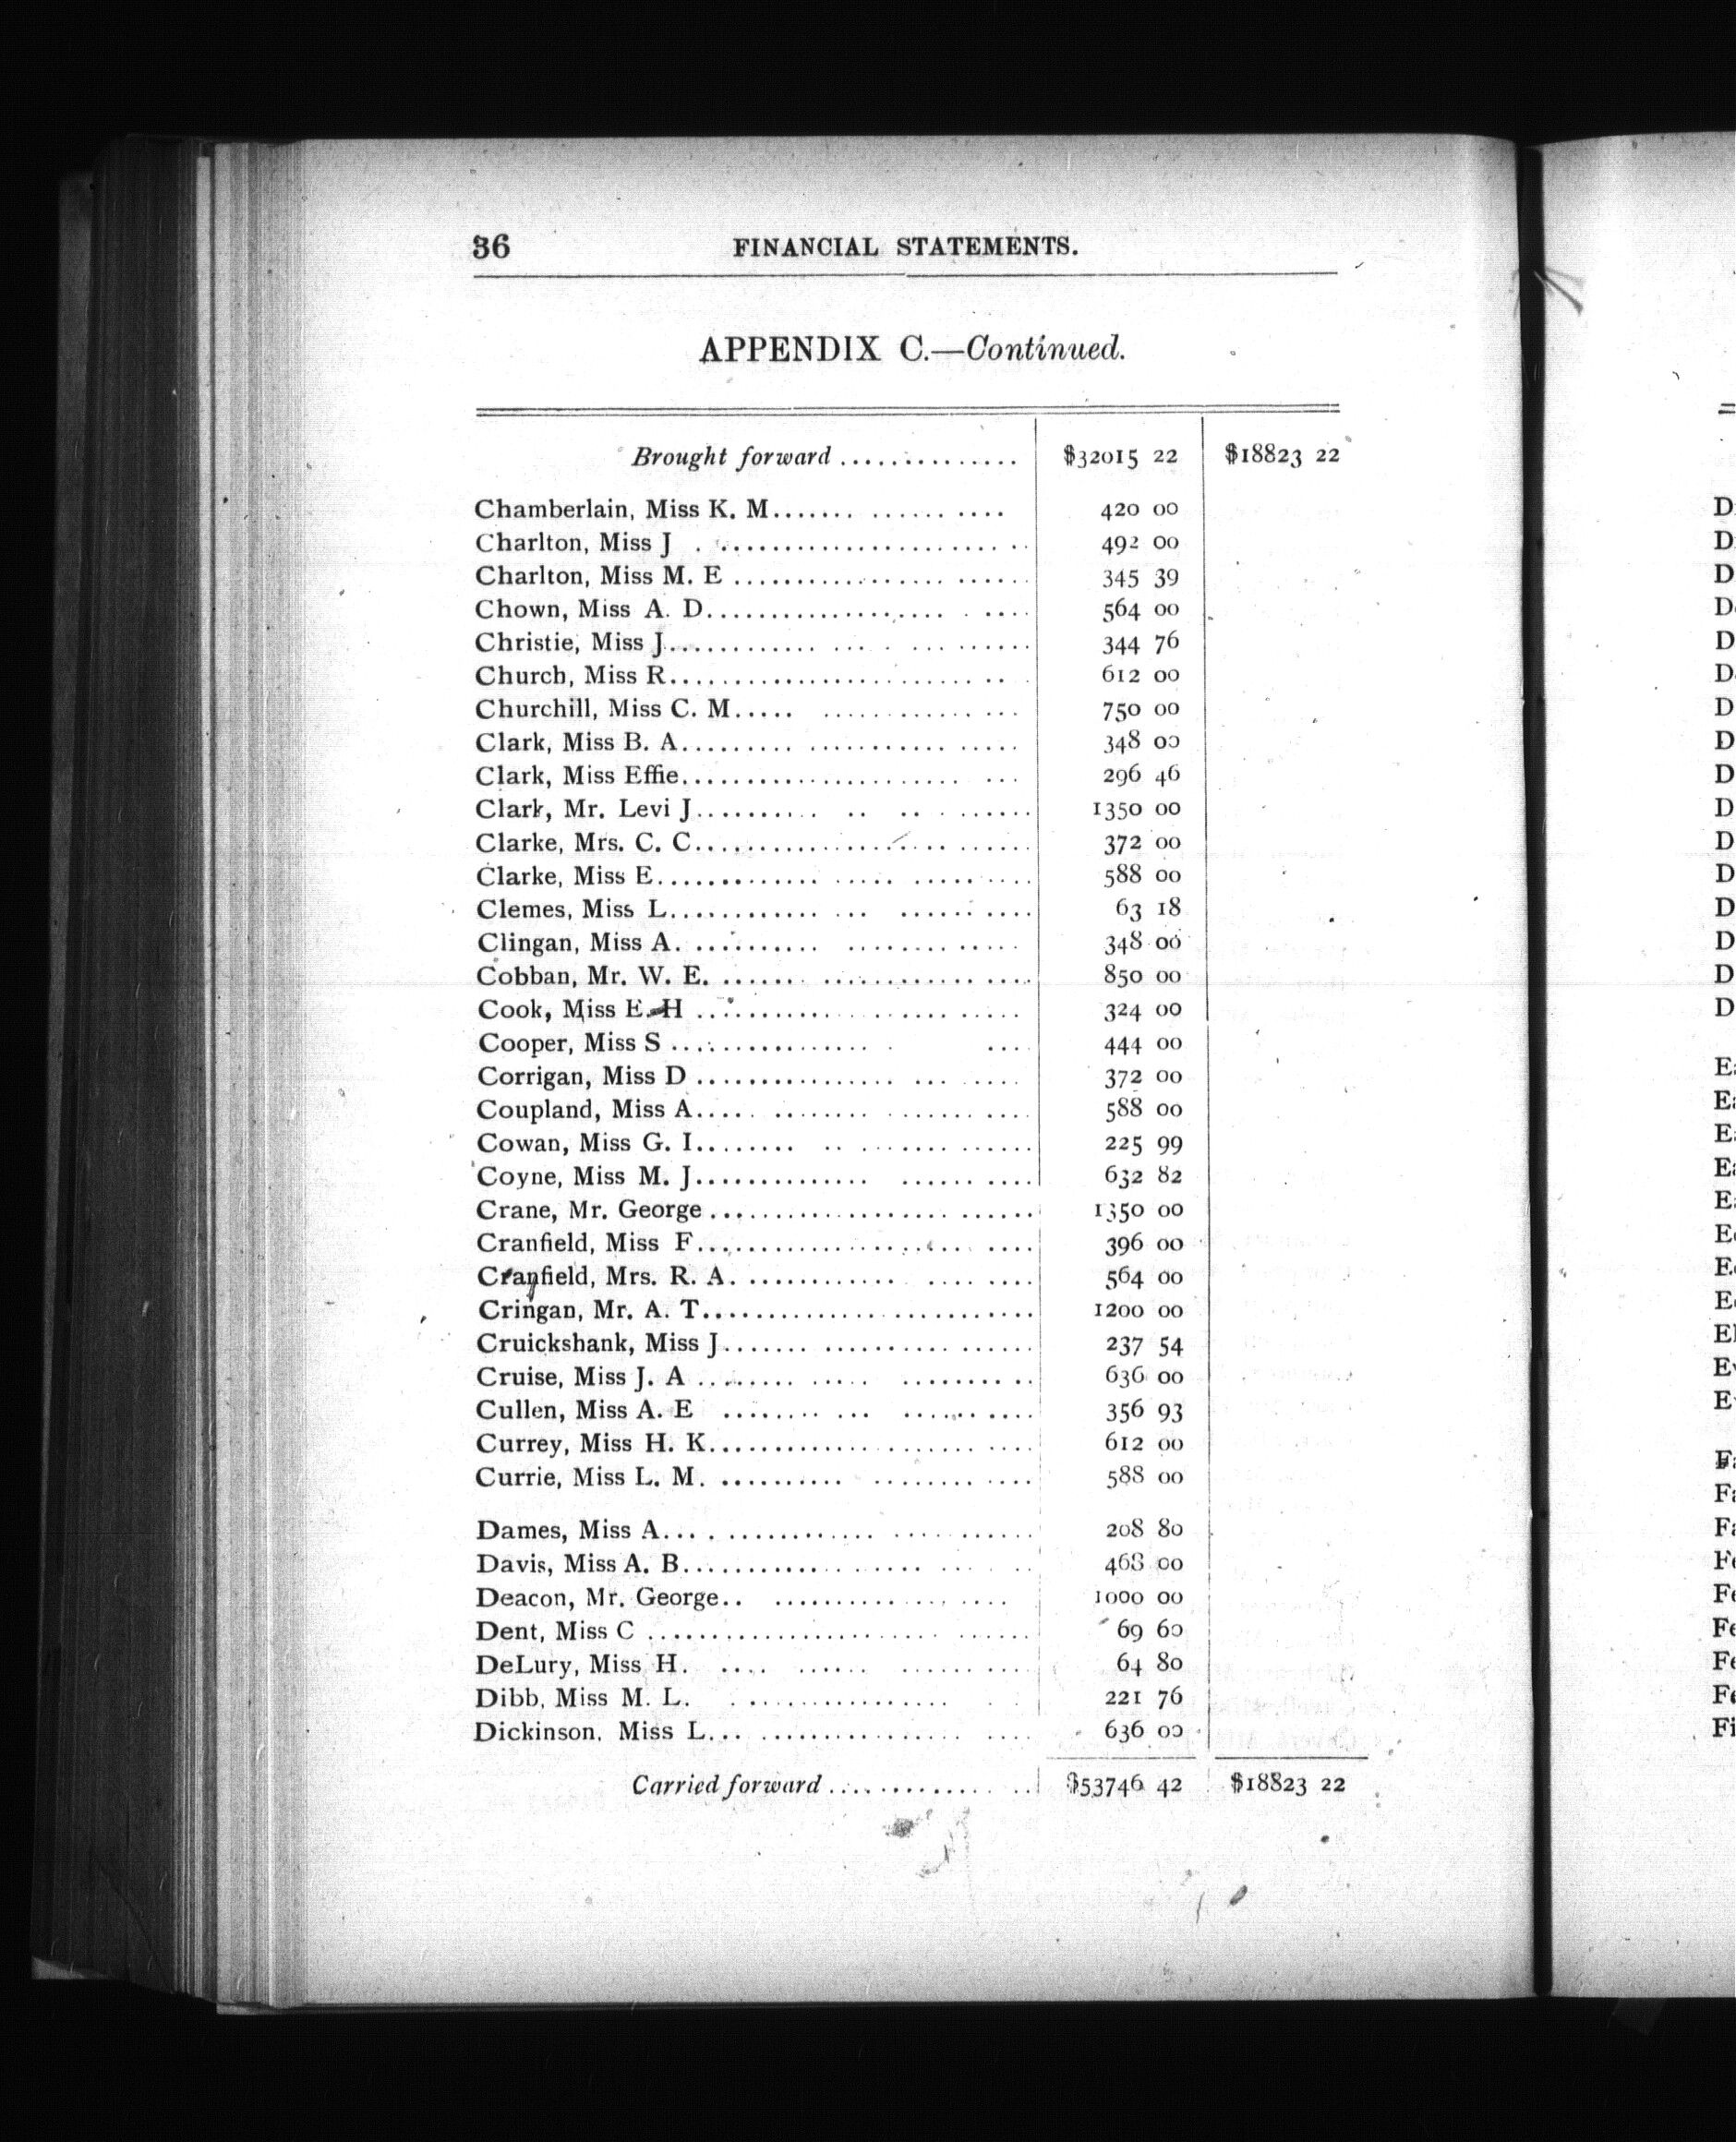 36 FINANCIAL STATEMENTS.
APPENDIX C.—Continued.
Brought forward .............. $32015 22 $18823 22
Chamberlain, Miss K. M....... .......... .... 420 00
Charlton, Miss J . ......................... .. 492 00
Charlton, Miss M. E ......................... 345 39
Chown, Miss A. D................... . .... 564 00
Christie, Miss J............. ... . .......... 344 76
Church, Miss R......................... .. . 612 00
Churchill, Miss C. M..... ............. ... 750 00
Clark, Miss B. A......... ............ ..... 348 00
Clark, Miss Effie...................... ... 296 46
Clark, Mr. Levi J.......... .. .. ....... 1350 00
Clarke, Mrs. C. C........................... 372 00
Clarke, Miss E............. ..... .......... 588 00
Clemes, Miss L............ ... ...... .... 63 18
Clingan, Miss A. .......... ........ ..... 348 00
Cobban, Mr. W. E. ....... .................. 850 00
Cook, Miss E. H .......................... 324 00
Cooper, Miss S ................ . .... 444 00
Corrigan, Miss D ................ ... .... 372 00
Coupland, Miss A..... ........ ........ .... 588 00
Cowan, Miss G. I........ .. .............. 225 99
Coyne, Miss M. J.............. .......... 632 82
Crane, Mr. George .......................... 1350 00
Cranfield, Miss F........................ .... 396 00
Cranfield, Mrs. R. A. ............ ........ 564 00
Cringan, Mr. A. T.......................... 1200 00
Cruickshank, Miss J....... ........... ...... 237 54
Cruise, Miss J. A ........ ..... .......... .. 636 00
Cullen, Miss A. E ........ ... ...... .... 356 93
Currey, Miss H. K.......................... 612 00
Currie, Miss L. M. .......... ........ .... 588 00
Dames, Miss A... . ............ .... ...... 208 80
Davis, Miss A. B................... .... .. 468 00
Deacon, Mr. George.. ................ .... 1000 00
Dent, Miss C ....................... ...... 69 60
DeLury, Miss H. .... ...... .......... 64 80
Dibb, Miss M. L. . ................. . . 221 76
Dickinson, Miss L... .............. .... .... 636 00
Carried forward ................ $53746 42 $18823 22